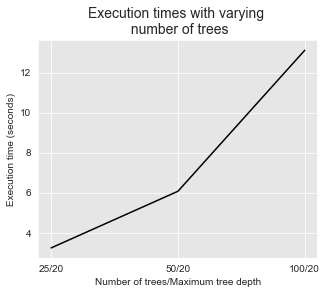 Execution times with varying
number of trees
Execution time (seconds)
12
10
8
6
4
25/20 50/20 100/20
Number of trees/Maximum tree depth